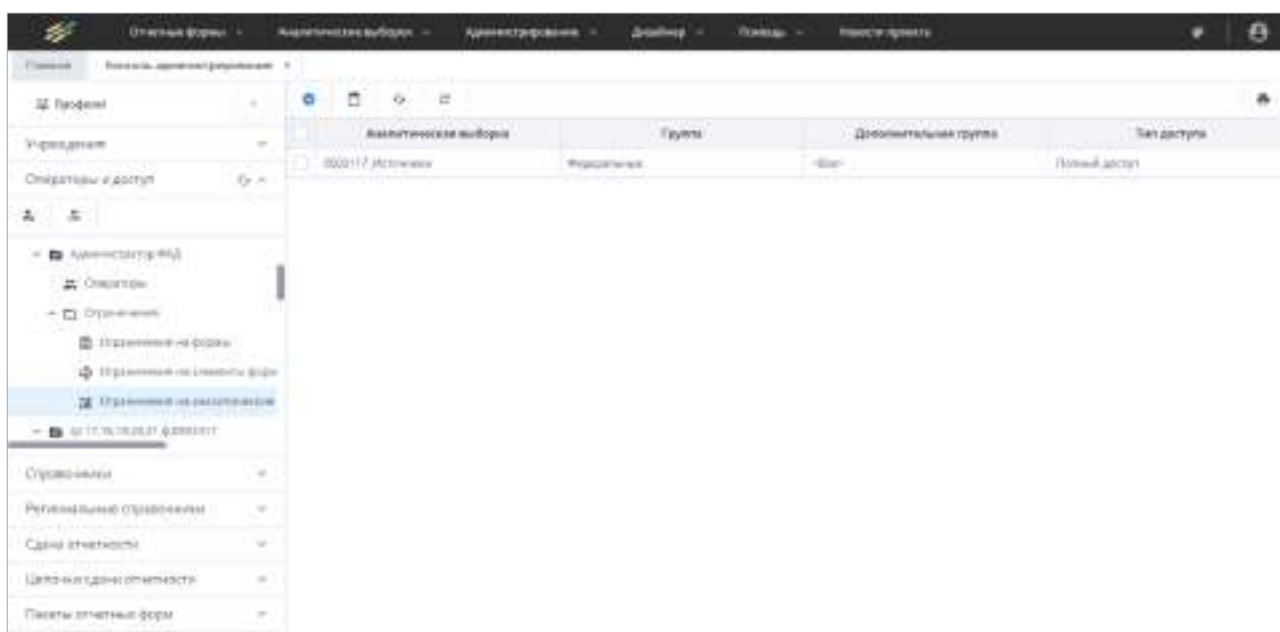 Отчетные формы Аналитические выборки Администрирование Дизайнер Помощь Новости проекта
Главная Консоль администрирования
Профили
Аналитическая выборка Группа Дополнительная группа Тип доступа
Учреждения
0503117_Источники Федеральные Полный доступ
Операторы и доступ
Администратор ФКД
Операторы
Ограничения
Ограничения на формы
Ограничения на элементы форм
Ограничения на аналитические
Справочники
Региональные справочники
Сдача отчетности
Цепочки сдачи отчетности
Пакеты отчетных форм